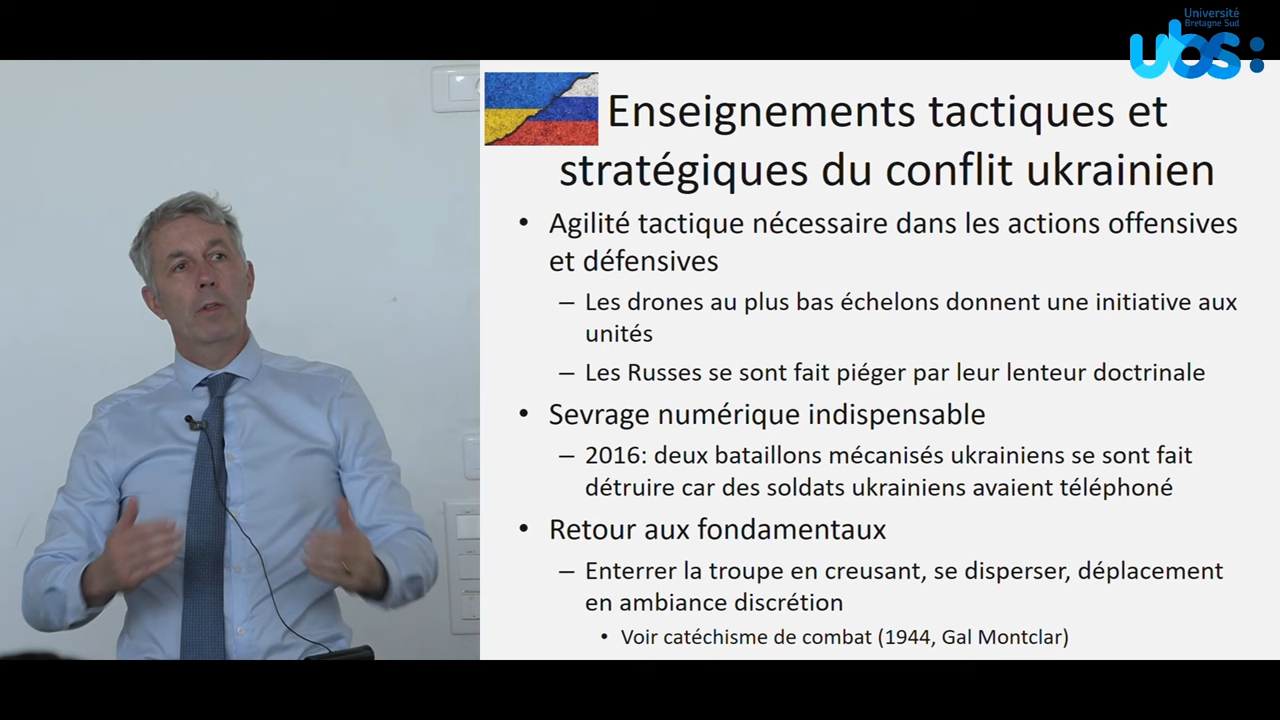 Université
Bretagne Sud
ubs:
Enseignements tactiques et
stratégiques du conflit ukrainien
• Agilité tactique nécessaire dans les actions offensives
et défensives
– Les drones au plus bas échelons donnent une initiative aux
unités
– Les Russes se sont fait piéger par leur lenteur doctrinale
• Sevrage numérique indispensable
– 2016: deux bataillons mécanisés ukrainiens se sont fait
détruire car des soldats ukrainiens avaient téléphoné
• Retour aux fondamentaux
– Enterrer la troupe en creusant, se disperser, déplacement
en ambiance discrétion
• Voir catéchisme de combat (1944, Gal Montclar)